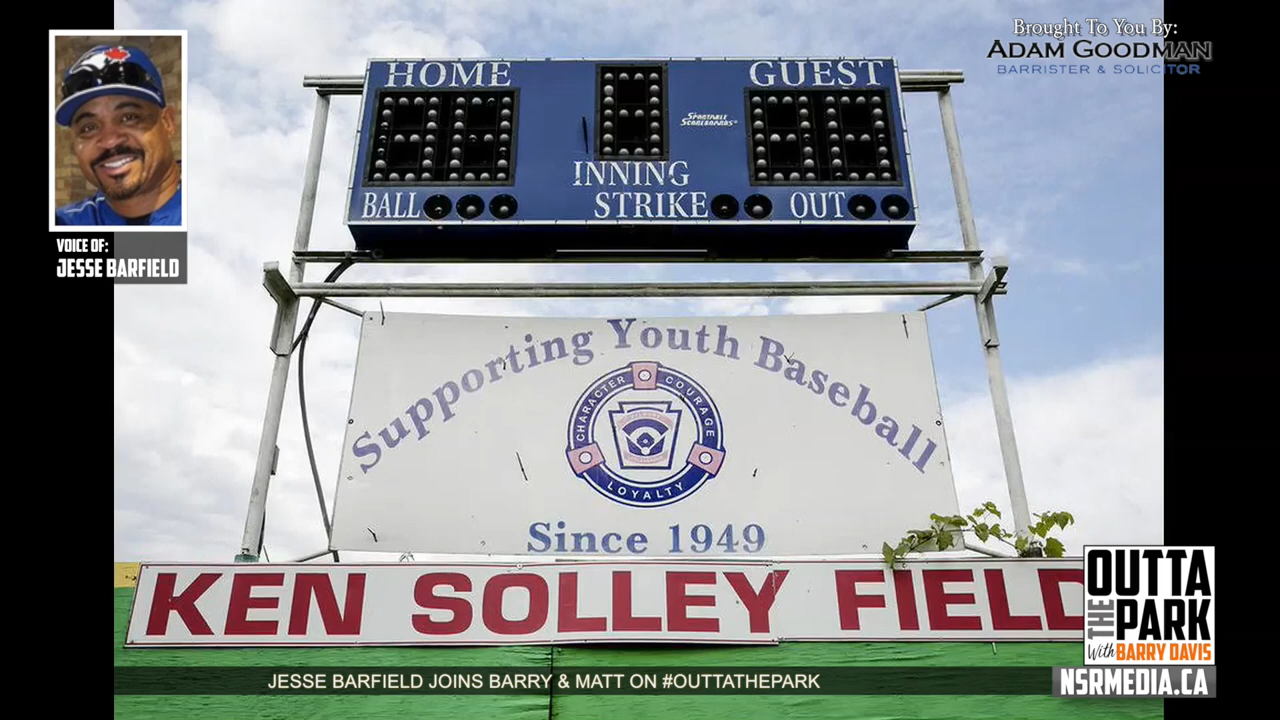 Brought To You By:
ADAM GOODMAN
BARRISTER & SOLICITOR
VOICE OF:
JESSE BARFIELD
HOME
GUEST
SPORTABLE
SCOREBOARDS
INNING
BALL
STRIKE
OUT
Supporting Youth Baseball
CHARACTER
COURAGE
LOYALTY
Since 1949
KEN SOLLEY FIELD
OUTTA
THE
PARK
With BARRY DAVIS
NSRMEDIA.CA
JESSE BARFIELD JOINS BARRY & MATT ON #OUTTATHEPARK